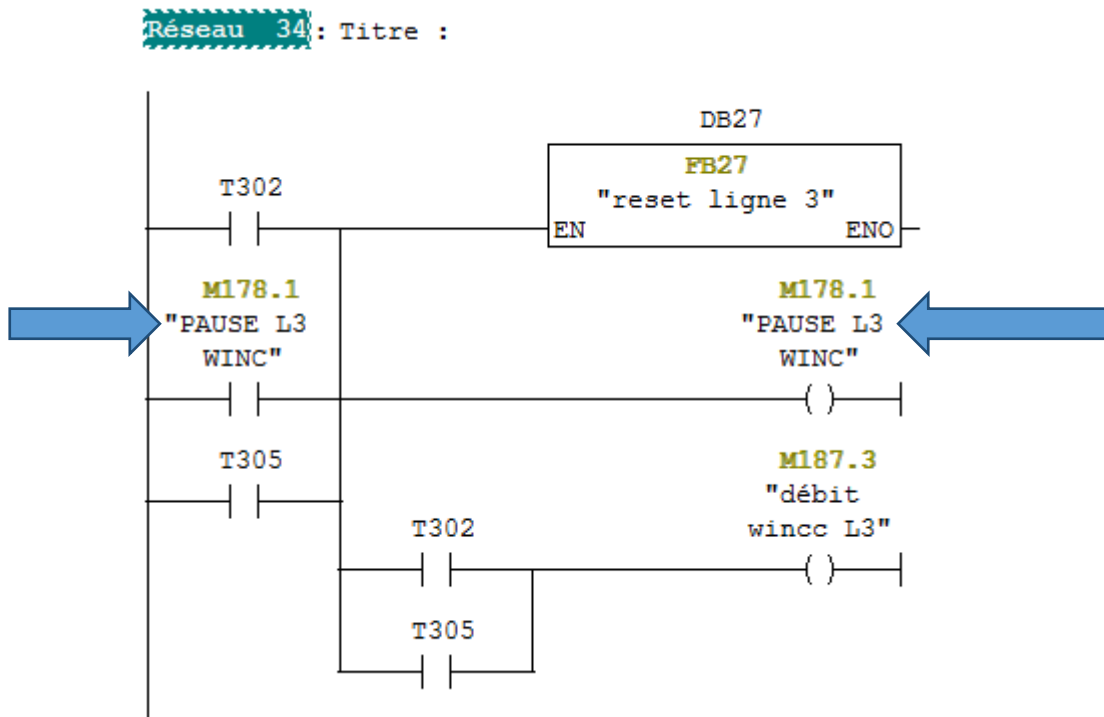 Réseau 34 : Titre :
DB27
FB27
"reset ligne 3"
T302
EN ENO
M178.1
"PAUSE L3
WINC"
M178.1
"PAUSE L3
WINC"
T305
M187.3
"débit
wincc L3"
T302
T305